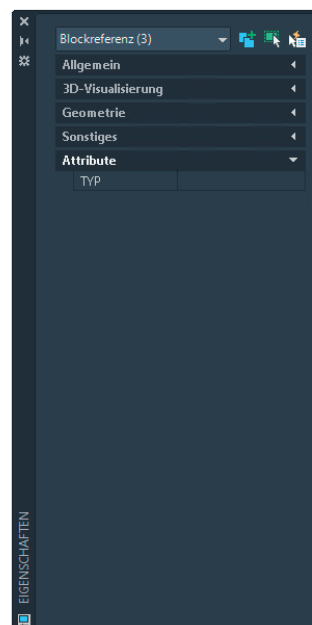 Blockreferenz (3)
Allgemein
3D-Visualisierung
Geometrie
Sonstiges
Attribute
TYP
EIGENSCHAFTEN